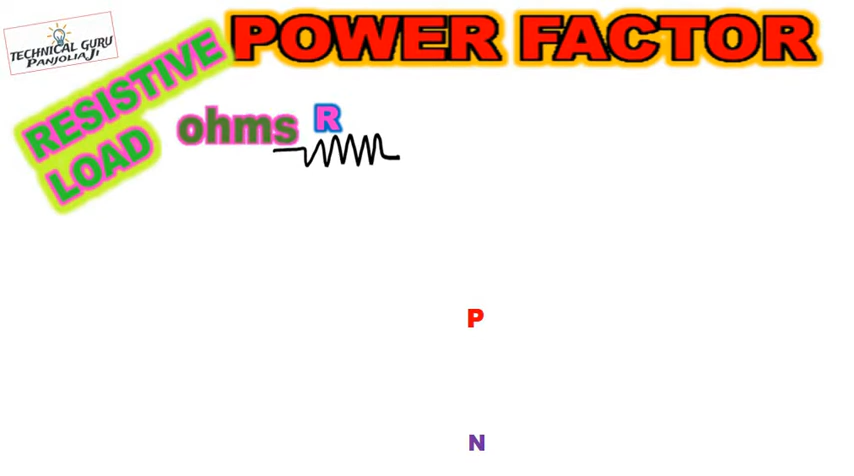 TECHNICAL GURU
PANJOLIAJI
POWER FACTOR
RESISTIVE
LOAD
ohms R
P
N